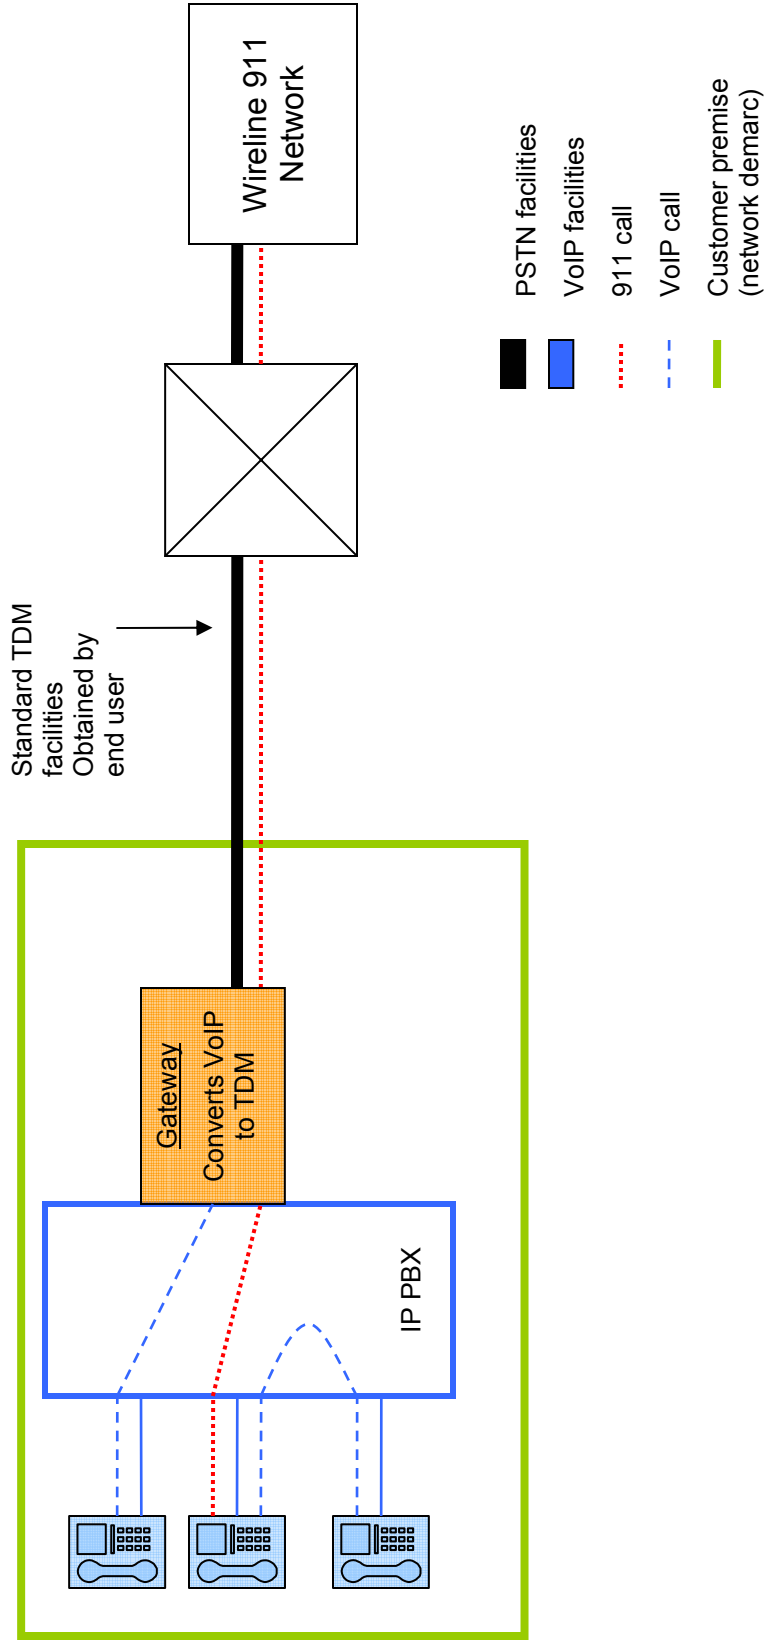 Standard TDM
facilities
Obtained by
end user
Gateway
Converts VoIP
to TDM
IP PBX
Wireline 911
Network
PSTN facilities
VoIP facilities
911 call
VoIP call
Customer premise
(network demarc)